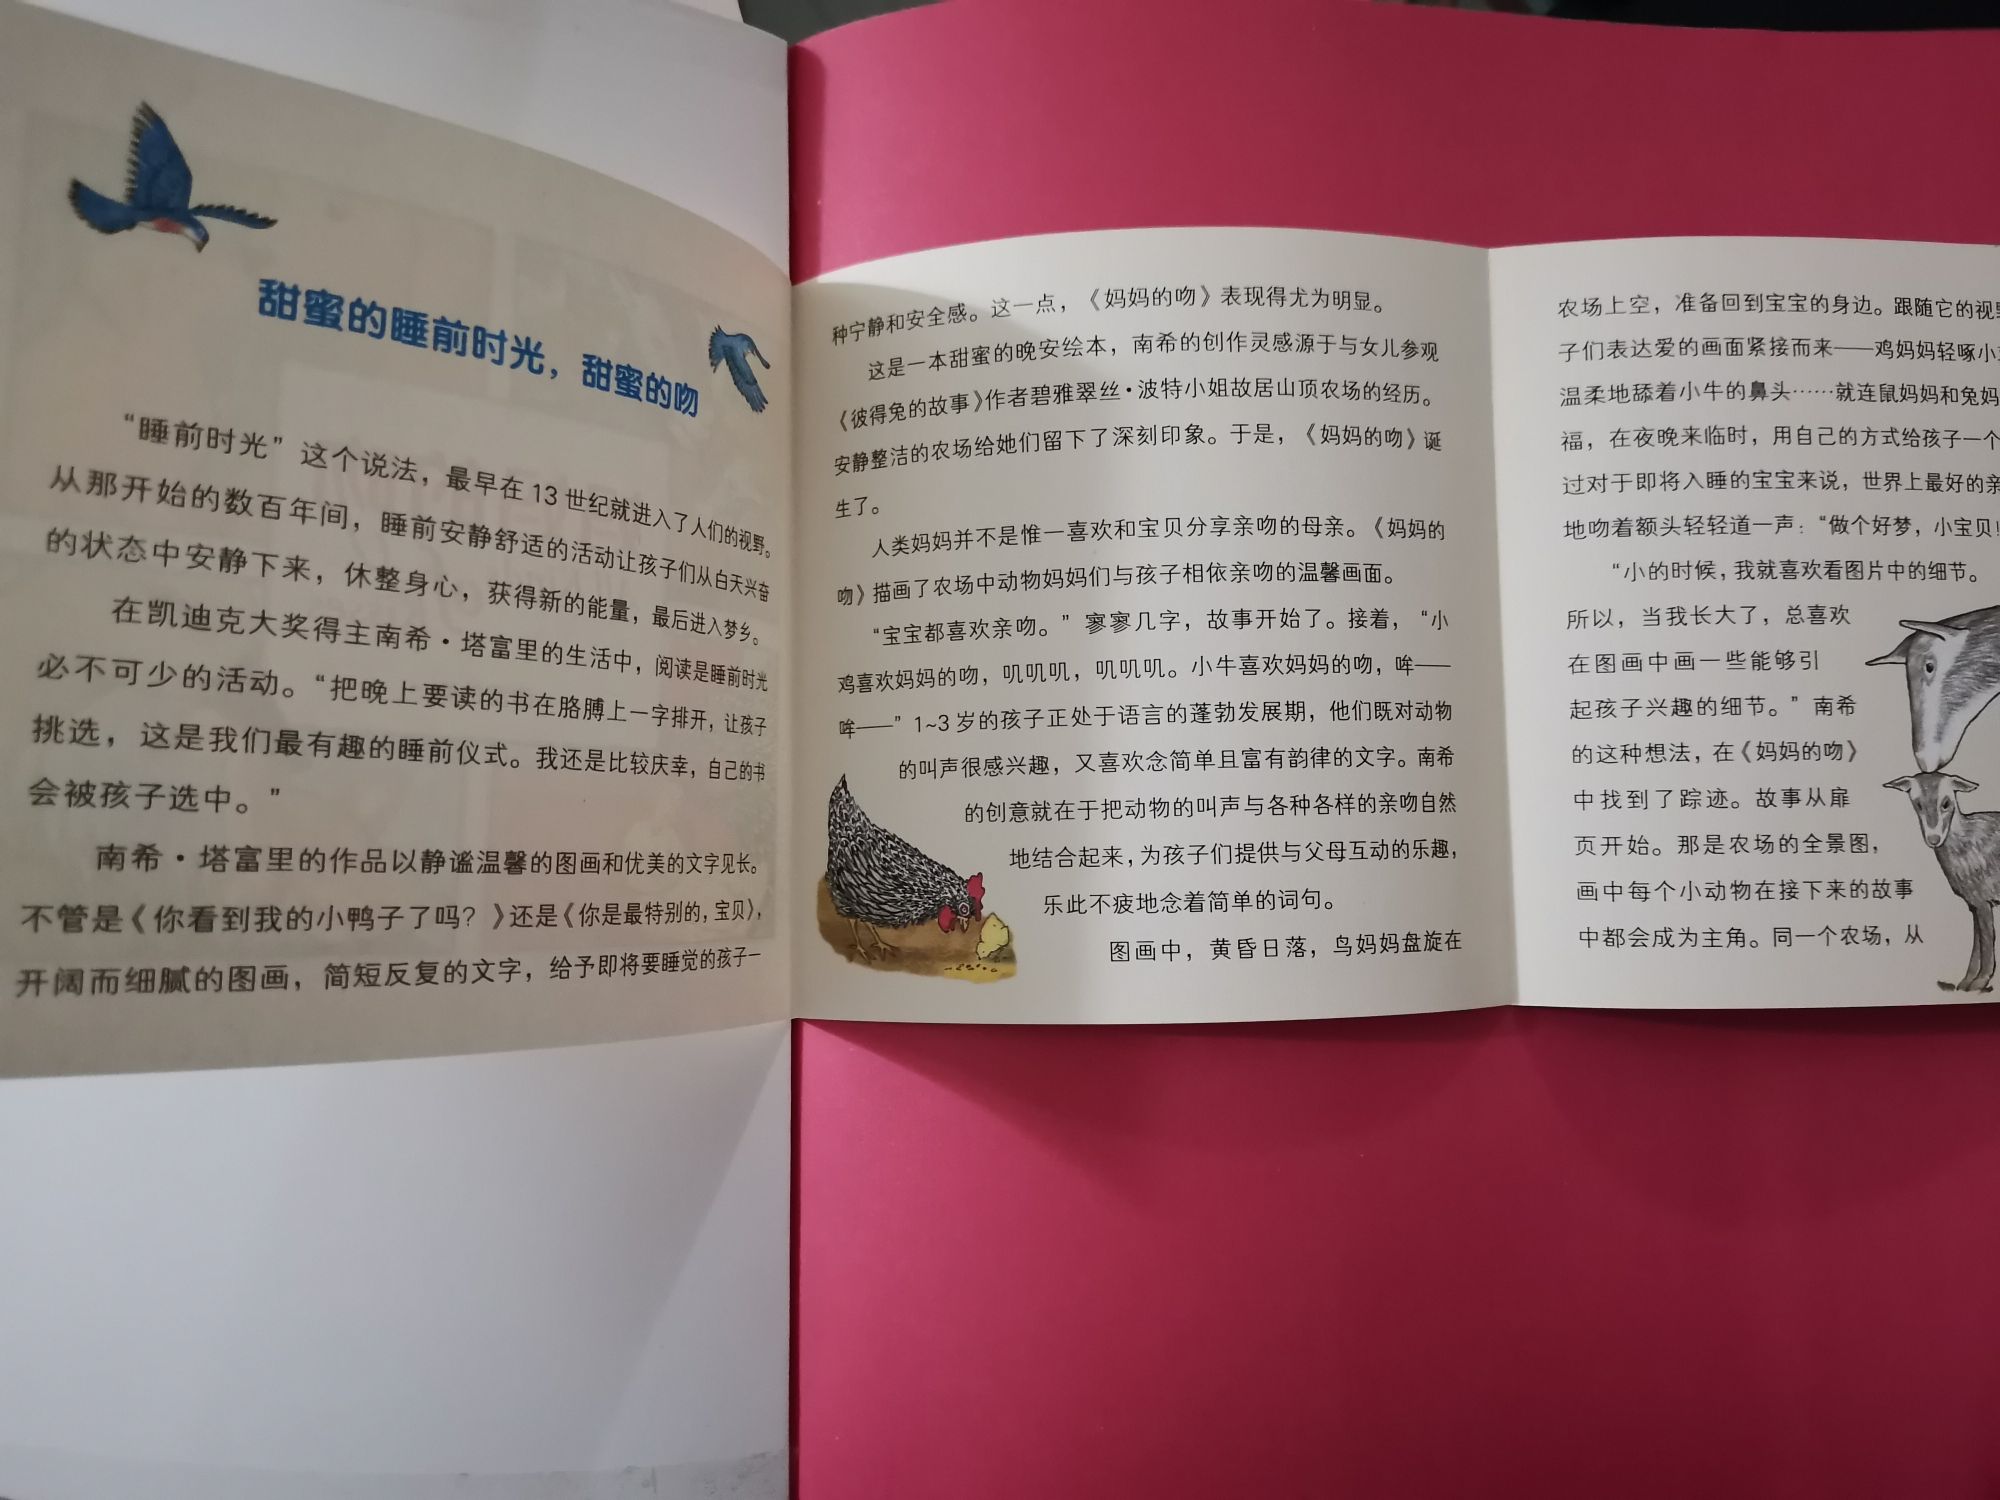 甜蜜的睡前时光，甜蜜的吻
“睡前时光”这个说法，最早在13世纪就进入了人们的视野。
从那开始的数百年间，睡前安静舒适的活动让孩子们从白天兴奋
的状态中安静下来，休整身心，获得新的能量，最后进入梦乡。
在凯迪克大奖得主南希·塔富里的生活中，阅读是睡前时光
必不可少的活动。“把晚上要读的书在胳膊上一字排开，让孩子
挑选，这是我们最有趣的睡前仪式。我还是比较庆幸，自己的书
会被孩子选中。”
南希·塔富里的作品以静谧温馨的图画和优美的文字见长。
不管是《你看到我的小鸭子了吗？》还是《你是最特别的，宝贝》，
开阔而细腻的图画，简短反复的文字，给予即将要睡觉的孩子一
种宁静和安全感。这一点，《妈妈的吻》表现得尤为明显。
这是一本甜蜜的晚安绘本，南希的创作灵感源于与女儿参观
《彼得兔的故事》作者碧雅翠丝·波特小姐故居山顶农场的经历。
安静整洁的农场给她们留下了深刻印象。于是，《妈妈的吻》诞
生了。
人类妈妈并不是惟一喜欢和宝贝分享亲吻的母亲。《妈妈的
吻》描画了农场中动物妈妈们与孩子相依亲吻的温馨画面。
“宝宝都喜欢亲吻。”寥寥几字，故事开始了。接着，“小
鸡喜欢妈妈的吻，叽叽叽，叽叽叽。小牛喜欢妈妈的吻，哞——
哞——”1~3岁的孩子正处于语言的蓬勃发展期，他们既对动物
的叫声很感兴趣，又喜欢念简单且富有韵律的文字。南希
的创意就在于把动物的叫声与各种各样的亲吻自然
地结合起来，为孩子们提供与父母互动的乐趣，
乐此不疲地念着简单的词句。
图画中，黄昏日落，鸟妈妈盘旋在
农场上空，准备回到宝宝的身边。跟随它的视野
子们表达爱的画面紧接而来——鸡妈妈轻啄小
温柔地舔着小牛的鼻头……就连鼠妈妈和兔妈
福，在夜晚来临时，用自己的方式给孩子一个
过对于即将入睡的宝宝来说，世界上最好的亲
地吻着额头轻轻道一声：“做个好梦，小宝贝！
“小的时候，我就喜欢看图片中的细节。
所以，当我长大了，总喜欢
在图画中画一些能够引
起孩子兴趣的细节。”南希
的这种想法，在《妈妈的吻》
中找到了踪迹。故事从扉
页开始。那是农场的全景图，
画中每个小动物在接下来的故事
中都会成为主角。同一个农场，从